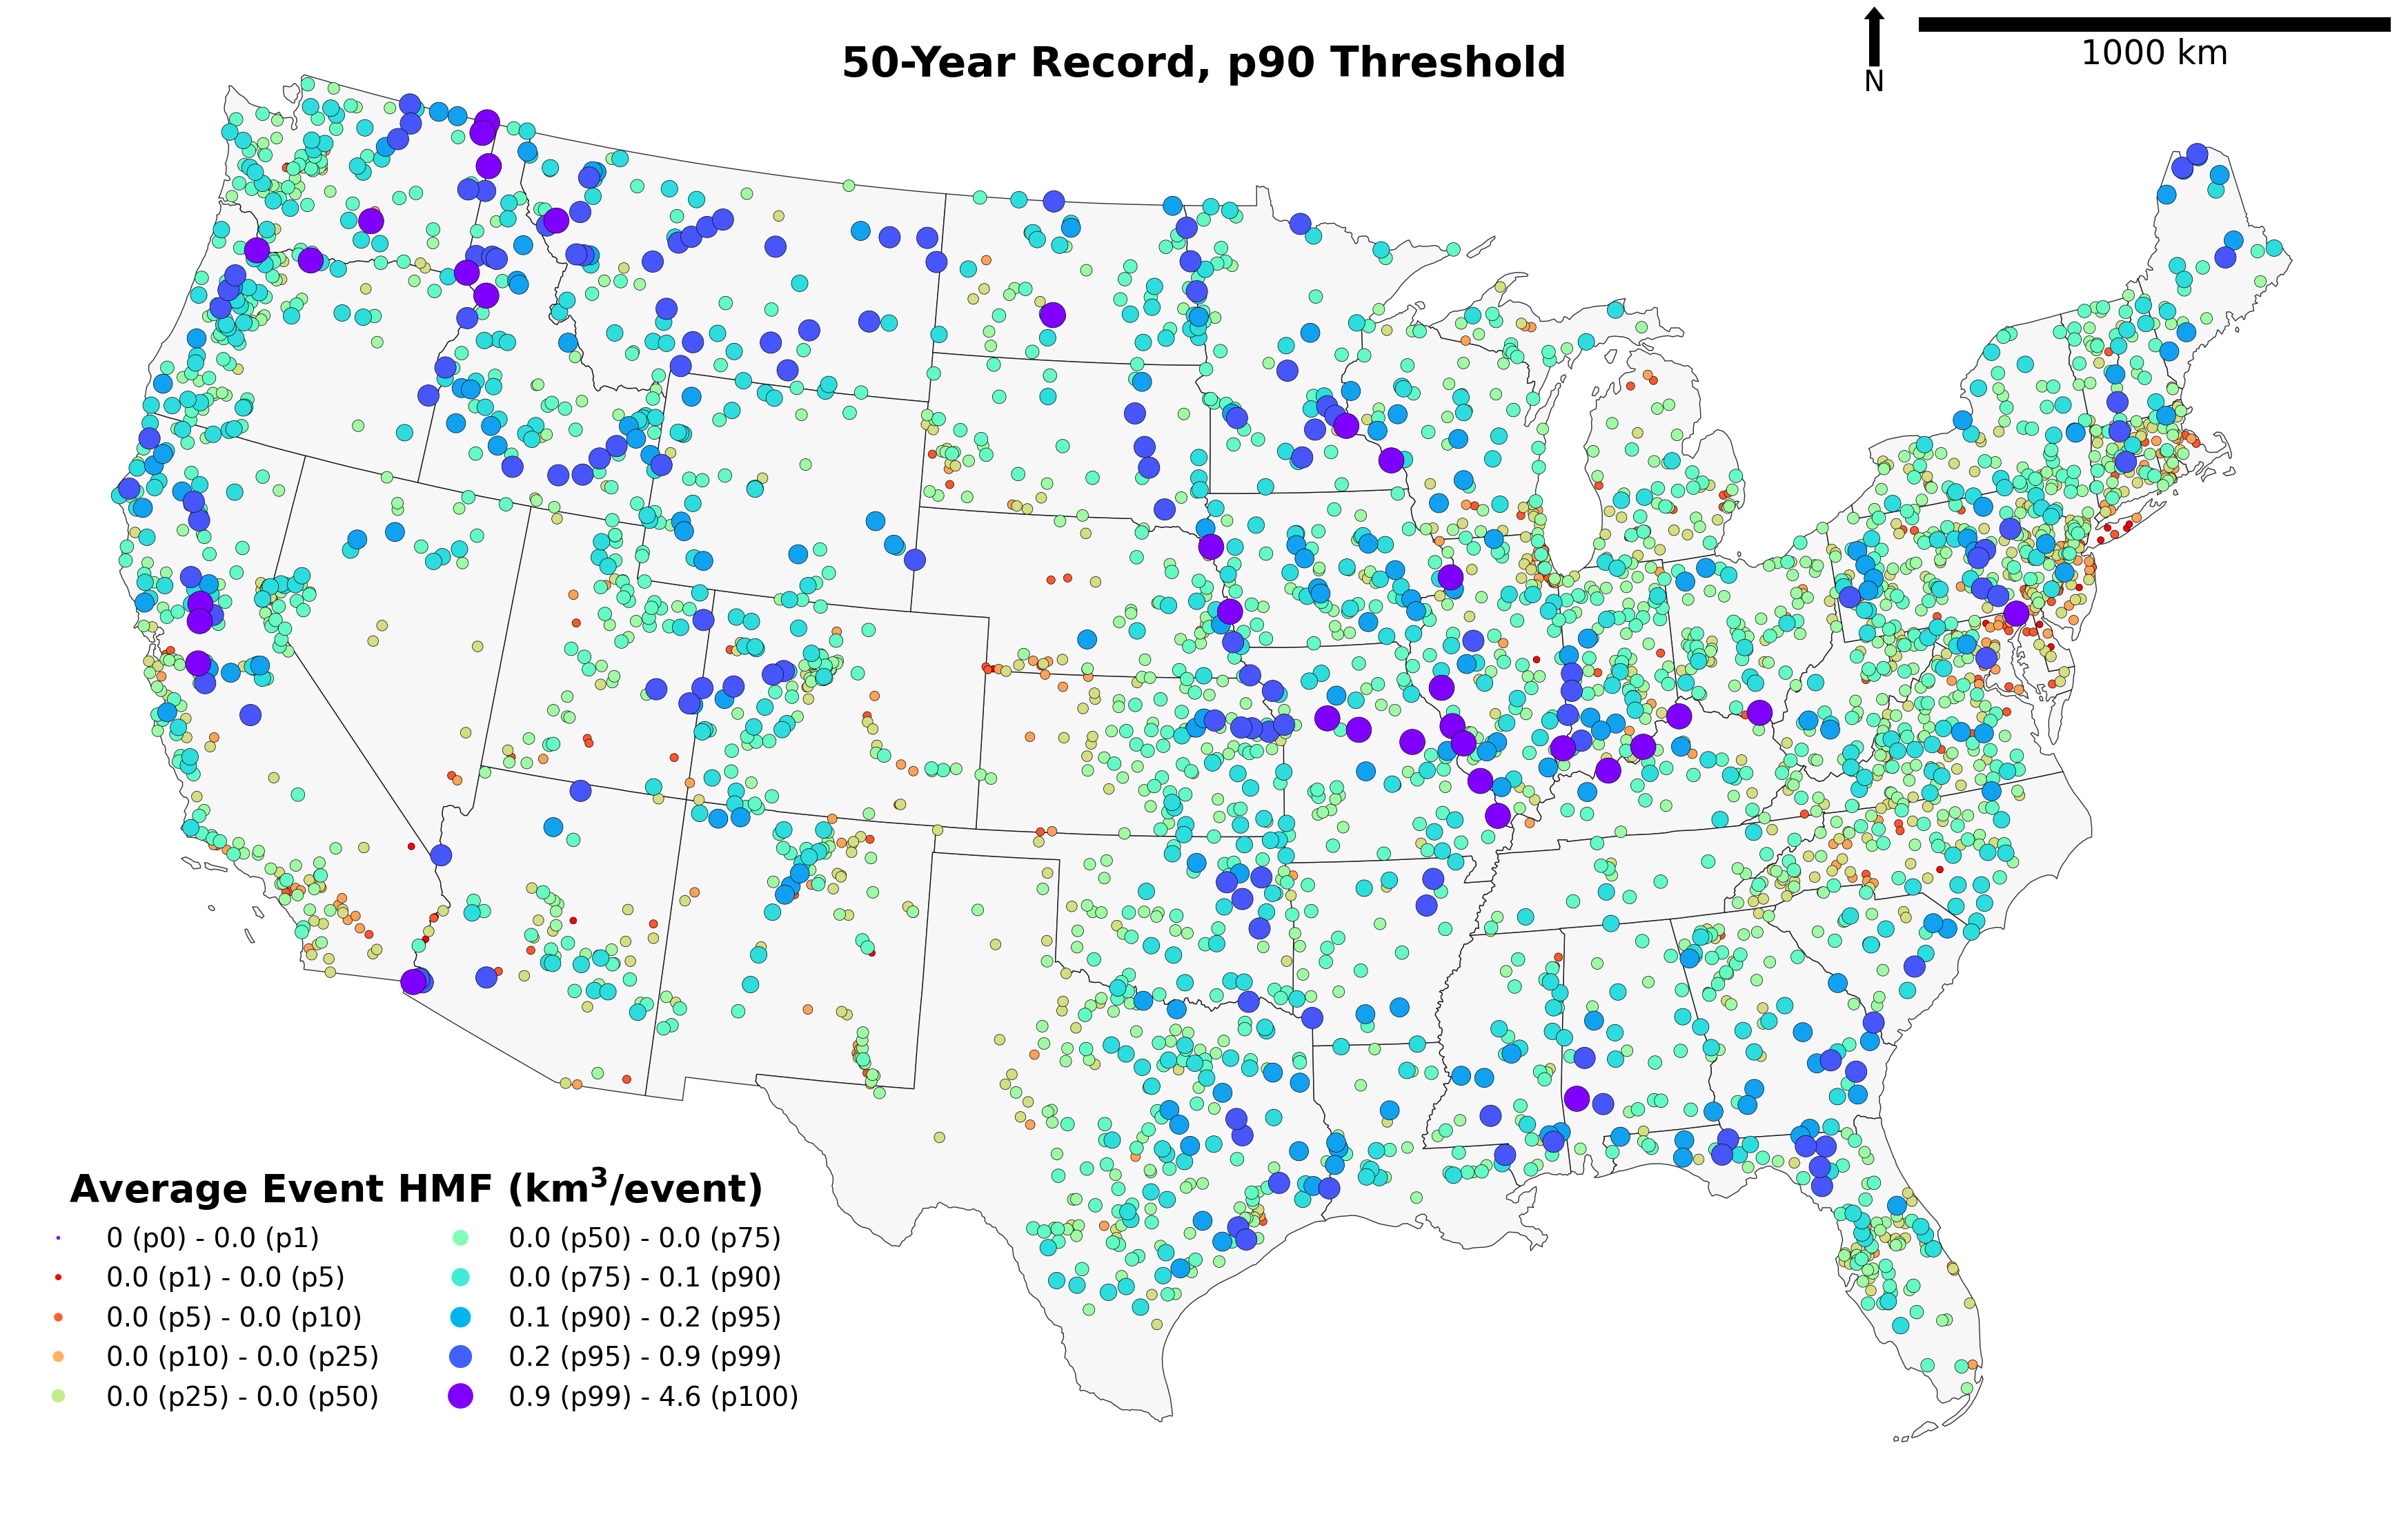 50-Year Record, p90 Threshold
N
1000 km
Average Event HMF (km³/event)
0 (p0) - 0.0 (p1)
0.0 (p1) - 0.0 (p5)
0.0 (p5) - 0.0 (p10)
0.0 (p10) - 0.0 (p25)
0.0 (p25) - 0.0 (p50)
0.0 (p50) - 0.0 (p75)
0.0 (p75) - 0.1 (p90)
0.1 (p90) - 0.2 (p95)
0.2 (p95) - 0.9 (p99)
0.9 (p99) - 4.6 (p100)